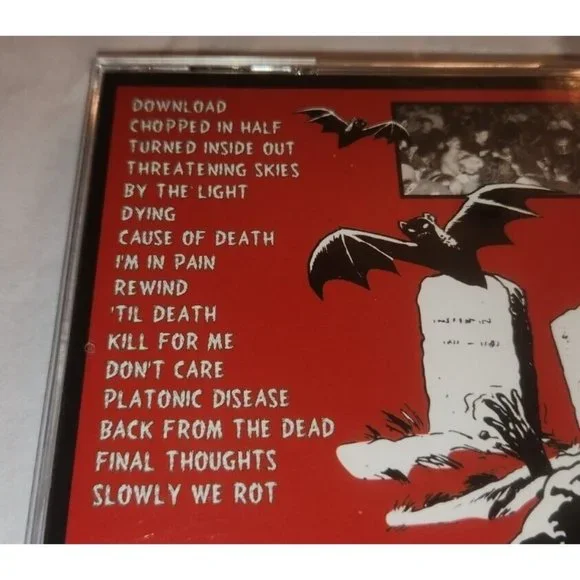 DOWNLOAD
CHOPPED IN HALF
TURNED INSIDE OUT
THREATENING SKIES
BY THE LIGHT
DYING
CAUSE OF DEATH
I'M IN PAIN
REWIND
'TIL DEATH
KILL FOR ME
DON'T CARE
PLATONIC DISEASE
BACK FROM THE DEAD
FINAL THOUGHTS
SLOWLY WE ROT